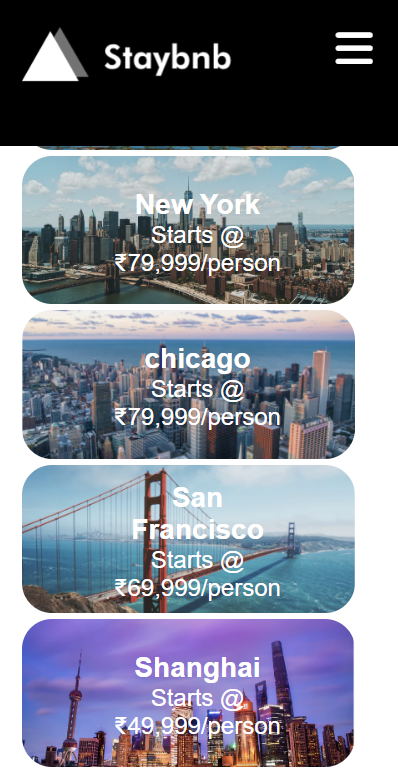 Staybnb
New York
Starts @
₹79,999/person
chicago
Starts @
₹79,999/person
San
Francisco
Starts @
₹69,999/person
Shanghai
Starts @
₹49,999/person